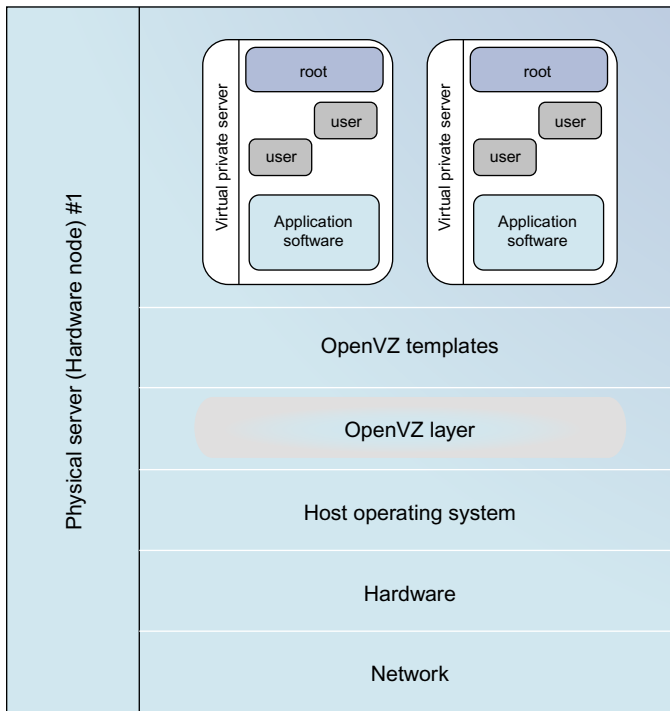 Physical server (Hardware node) #1
Virtual private server
root
user
user
Application
software
Virtual private server
root
user
user
Application
software
OpenVZ templates
OpenVZ layer
Host operating system
Hardware
Network